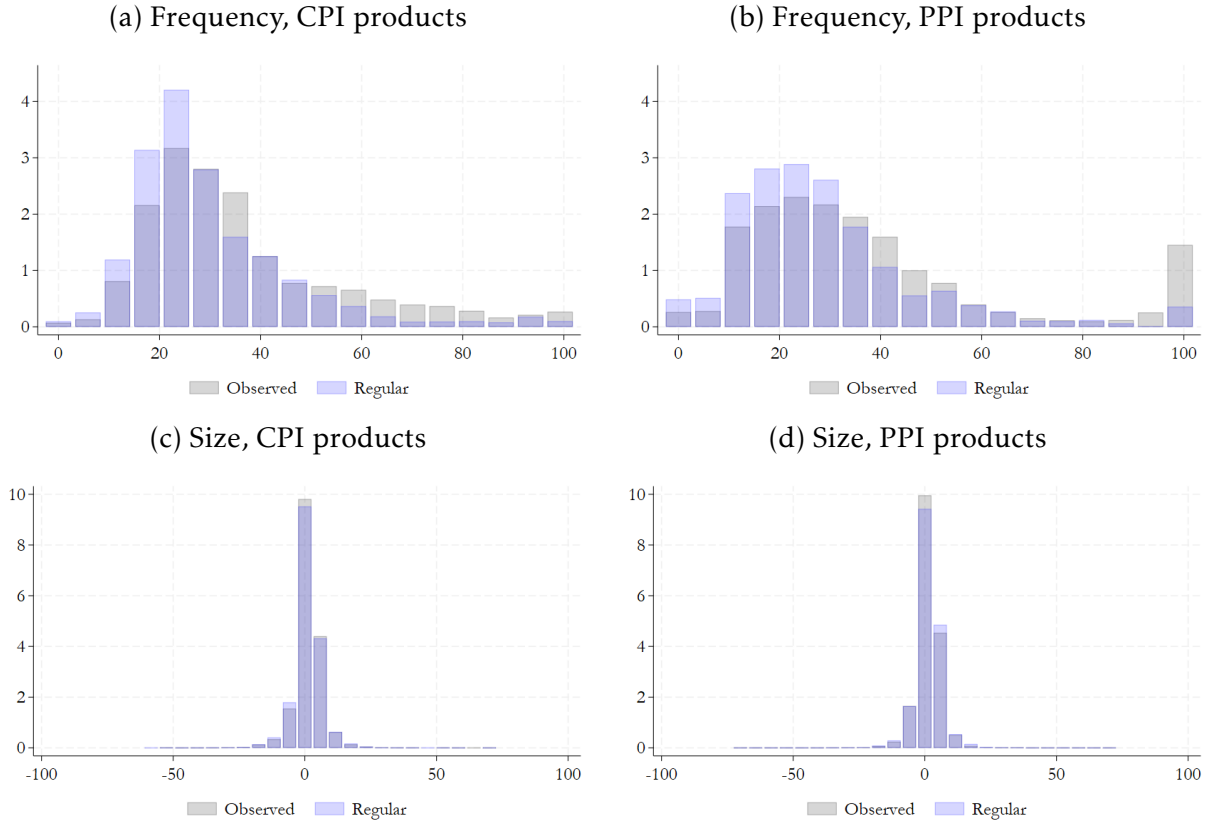 (a) Frequency, CPI products
4
3
2
1
0
0 20 40 60 80 100
Observed Regular
(b) Frequency, PPI products
4
3
2
1
0
0 20 40 60 80 100
Observed Regular
(c) Size, CPI products
10
8
6
4
2
0
-100 -50 0 50 100
Observed Regular
(d) Size, PPI products
10
8
6
4
2
0
-100 -50 0 50 100
Observed Regular